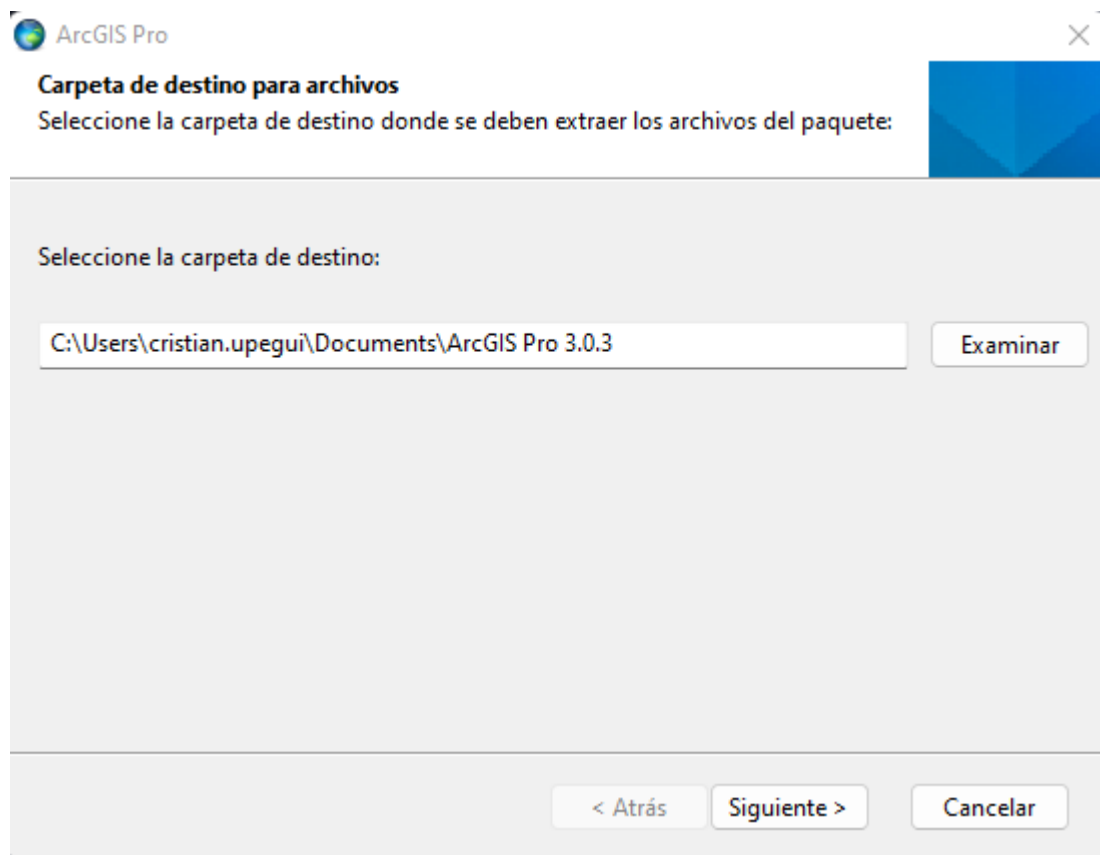 ArcGIS Pro
Carpeta de destino para archivos
Seleccione la carpeta de destino donde se deben extraer los archivos del paquete:
Seleccione la carpeta de destino:
C:\Users\cristian.upegui\Documents\ArcGIS Pro 3.0.3
Examinar
< Atrás
Siguiente >
Cancelar